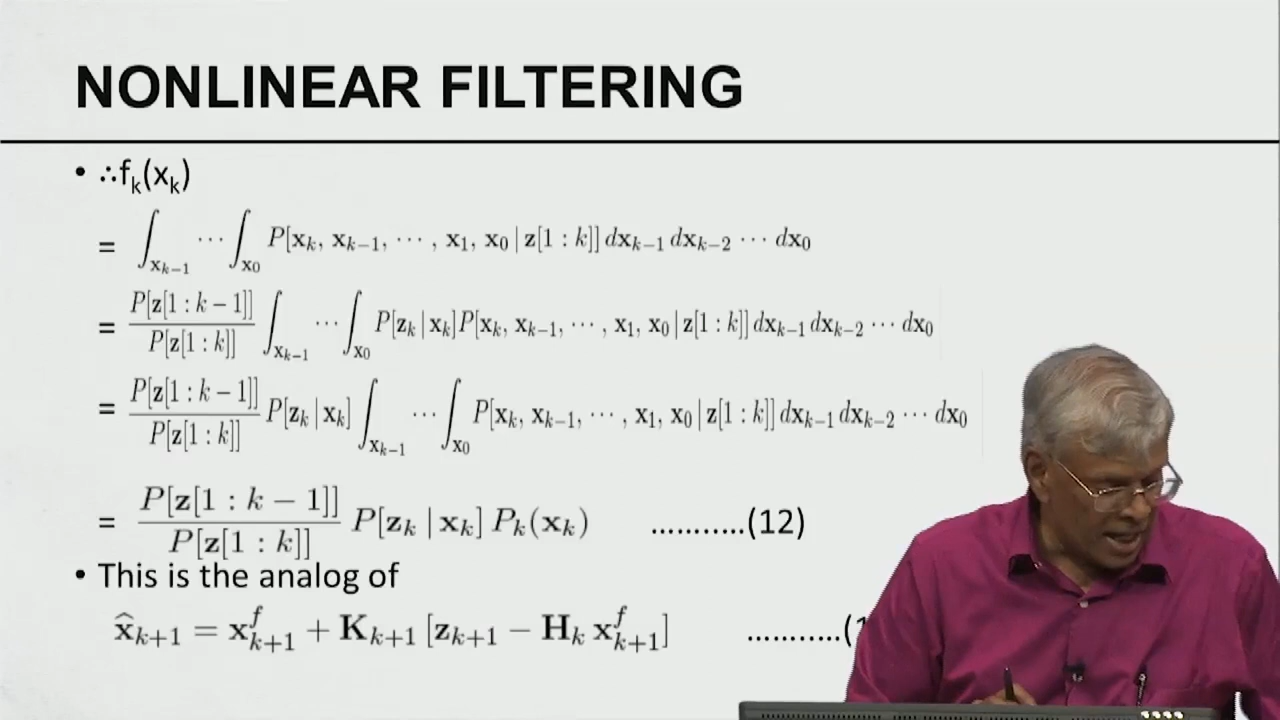 NONLINEAR FILTERING
• ∴f_k(x_k)
= ∫_{x_{k−1}} ··· ∫_{x_0} P[x_k, x_{k−1}, ··· , x_1, x_0 | z[1 : k]] dx_{k−1} dx_{k−2} ··· dx_0
= P[z[1 : k − 1]] / P[z[1 : k]] ∫_{x_{k−1}} ··· ∫_{x_0} P[z_k | x_k] P[x_k, x_{k−1}, ··· , x_1, x_0 | z[1 : k]] dx_{k−1} dx_{k−2} ··· dx_0
= P[z[1 : k − 1]] / P[z[1 : k]] P[z_k | x_k] ∫_{x_{k−1}} ··· ∫_{x_0} P[x_k, x_{k−1}, ··· , x_1, x_0 | z[1 : k]] dx_{k−1} dx_{k−2} ··· dx_0
= P[z[1 : k − 1]] / P[z[1 : k]] P[z_k | x_k] P_k(x_k) ………..(12)
• This is the analog of
x̂_{k+1} = x^f_{k+1} + K_{k+1} [z_{k+1} − H_k x^f_{k+1}] ………..(